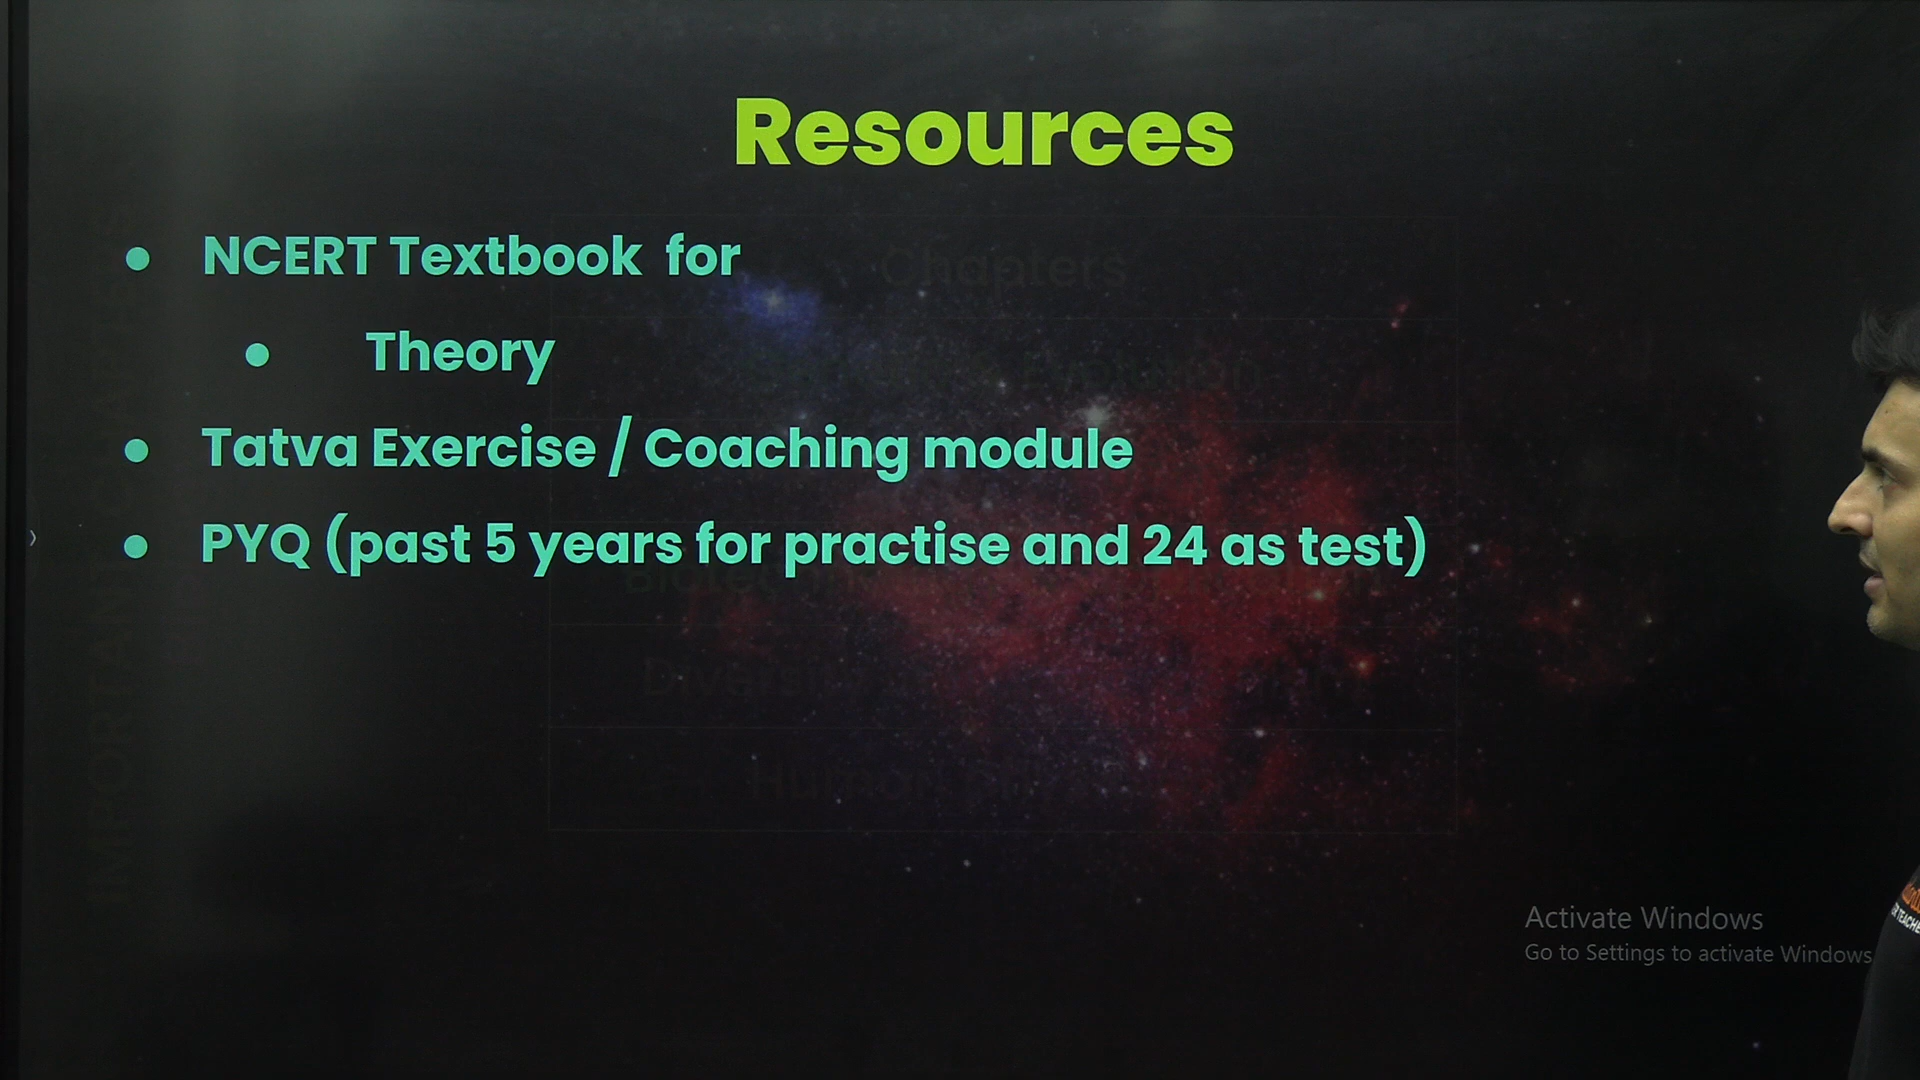 Resources
• NCERT Textbook for
• Theory
• Tatva Exercise / Coaching module
• PYQ (past 5 years for practise and 24 as test)
Chapters
Activate Windows
Go to Settings to activate Windows